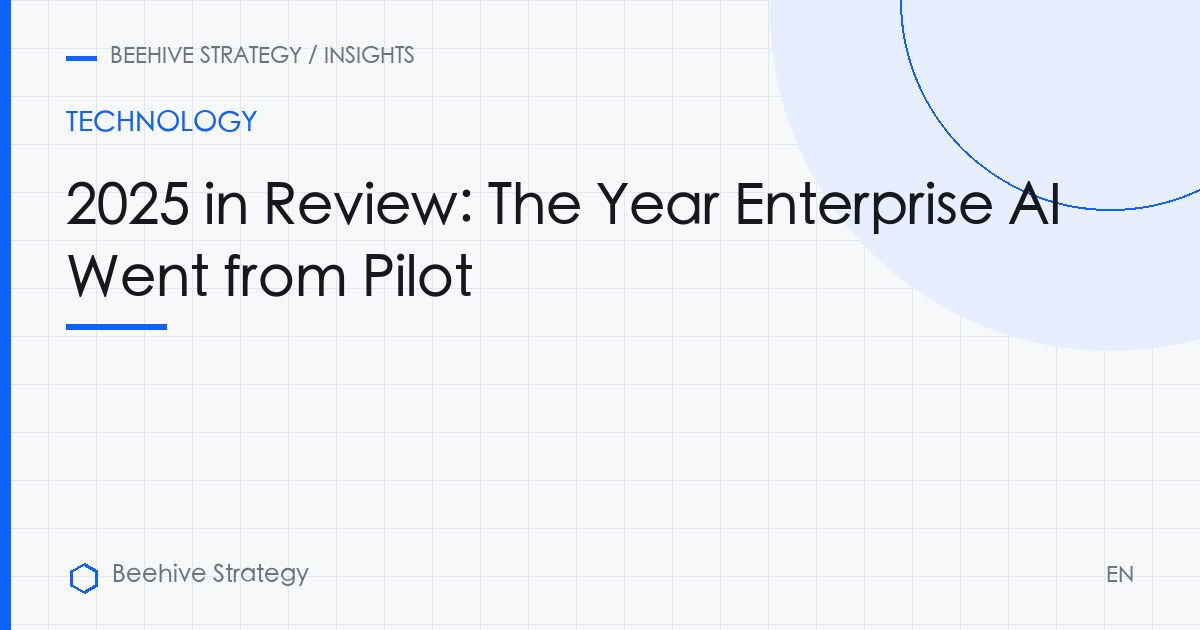 BEEHIVE STRATEGY / INSIGHTS
TECHNOLOGY
2025 in Review: The Year Enterprise AI
Went from Pilot
Beehive Strategy
EN